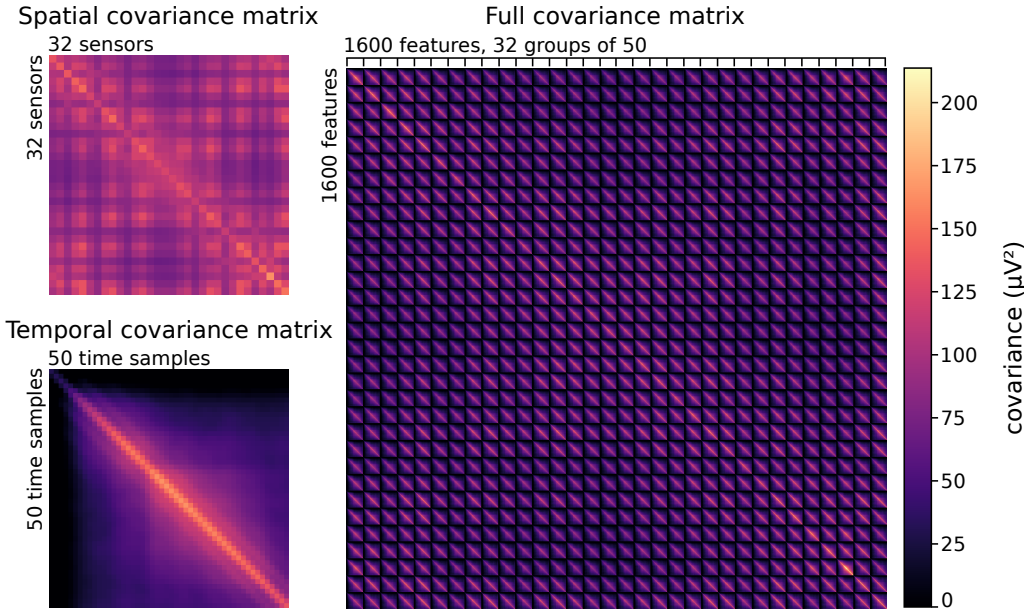 Spatial covariance matrix
32 sensors
32 sensors
Temporal covariance matrix
50 time samples
50 time samples
Full covariance matrix
1600 features, 32 groups of 50
1600 features
200
175
150
125
100
75
50
25
0
covariance (μV²)